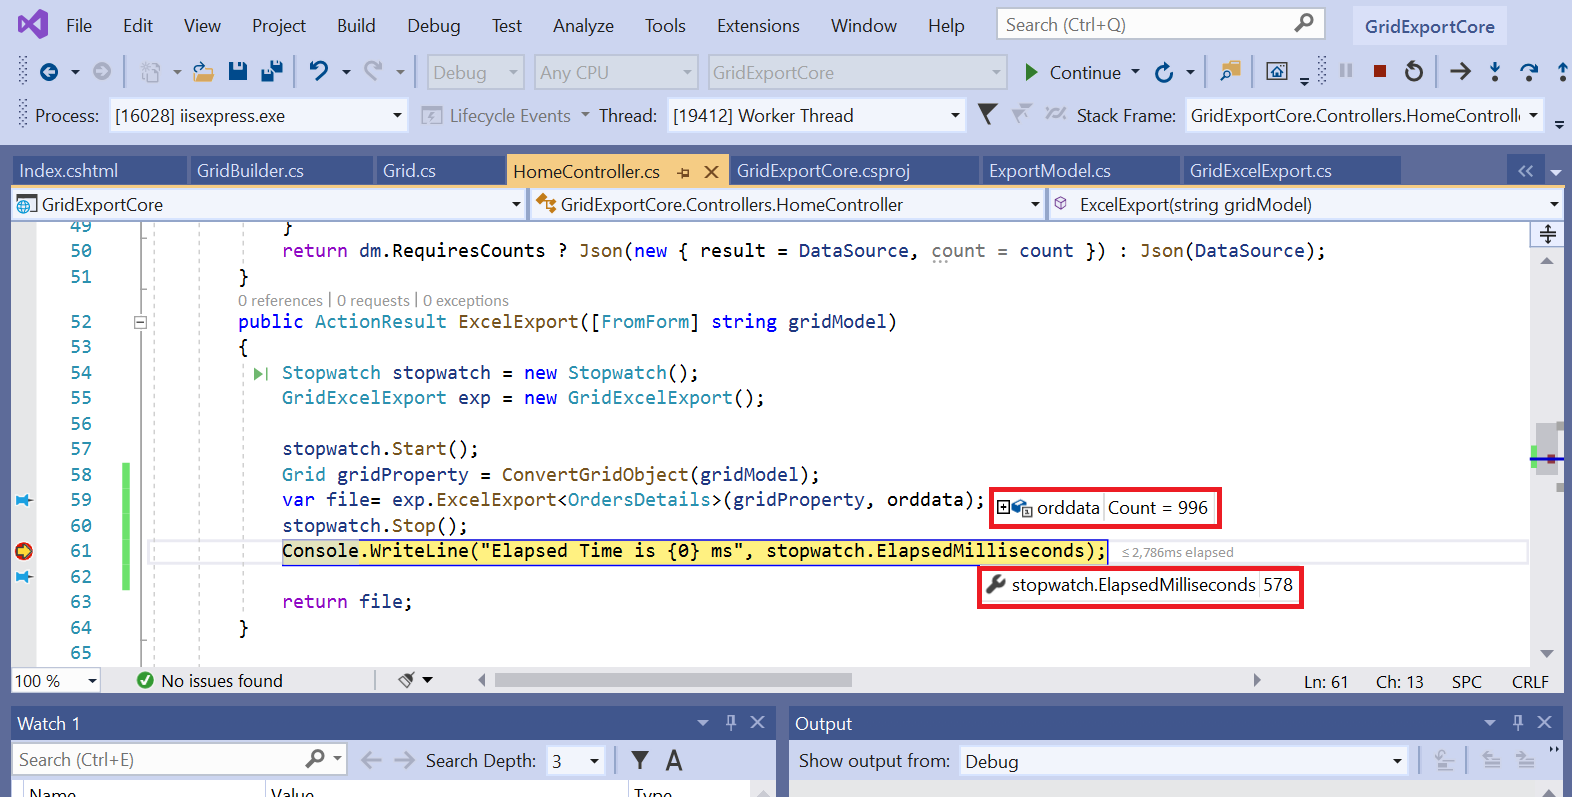 File Edit View Project Build Debug Test Analyze Tools Extensions Window Help Search (Ctrl+Q) GridExportCore
Debug Any CPU GridExportCore Continue
Process: [16028] iisexpress.exe Lifecycle Events Thread: [19412] Worker Thread Stack Frame: GridExportCore.Controllers.HomeControlle
Index.cshtml GridBuilder.cs Grid.cs HomeController.cs GridExportCore.csproj ExportModel.cs GridExcelExport.cs
GridExportCore GridExportCore.Controllers.HomeController ExcelExport(string gridModel)
49 }
50 return dm.RequiresCounts ? Json(new { result = DataSource, count = count }) : Json(DataSource);
51 }
0 references | 0 requests | 0 exceptions
52 public ActionResult ExcelExport([FromForm] string gridModel)
53 {
54 Stopwatch stopwatch = new Stopwatch();
55 GridExcelExport exp = new GridExcelExport();
56
57 stopwatch.Start();
58 Grid gridProperty = ConvertGridObject(gridModel);
59 var file= exp.ExcelExport<OrdersDetails>(gridProperty, orddata); orddata Count = 996
60 stopwatch.Stop();
61 Console.WriteLine("Elapsed Time is {0} ms", stopwatch.ElapsedMilliseconds); ≤ 2,786ms elapsed
62 stopwatch.ElapsedMilliseconds 578
63 return file;
64 }
65
100 % No issues found Ln: 61 Ch: 13 SPC CRLF
Watch 1 Output
Search (Ctrl+E) Search Depth: 3 Show output from: Debug
Name Value Type